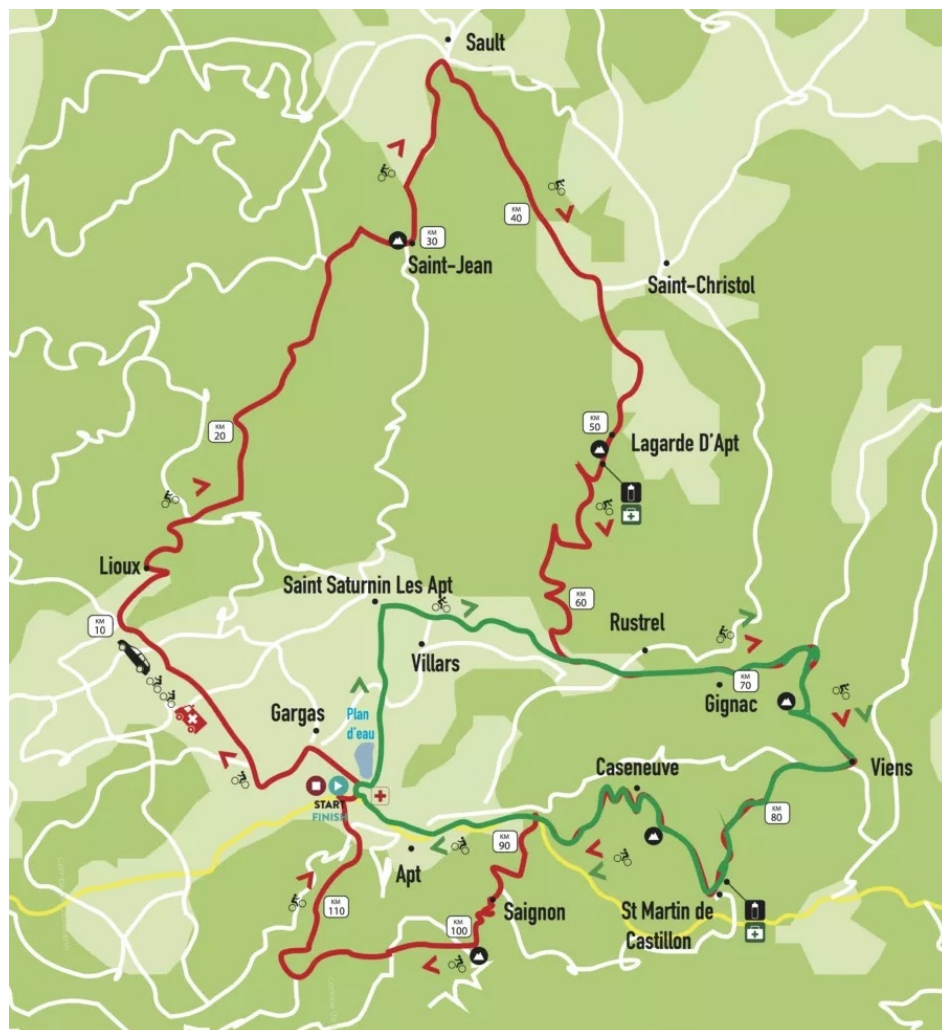 Sault
KM
40
KM
30
Saint-Jean
Saint-Christol
KM
20
KM
50
Lagarde D'Apt
Lioux
Saint Saturnin Les Apt
KM
60
KM
10
Rustrel
Villars
KM
70
Gignac
Gargas
Plan
d'eau
Viens
Caseneuve
START
FINISH
KM
80
KM
90
Apt
St Martin de
Castillon
Saignon
KM
110
KM
100